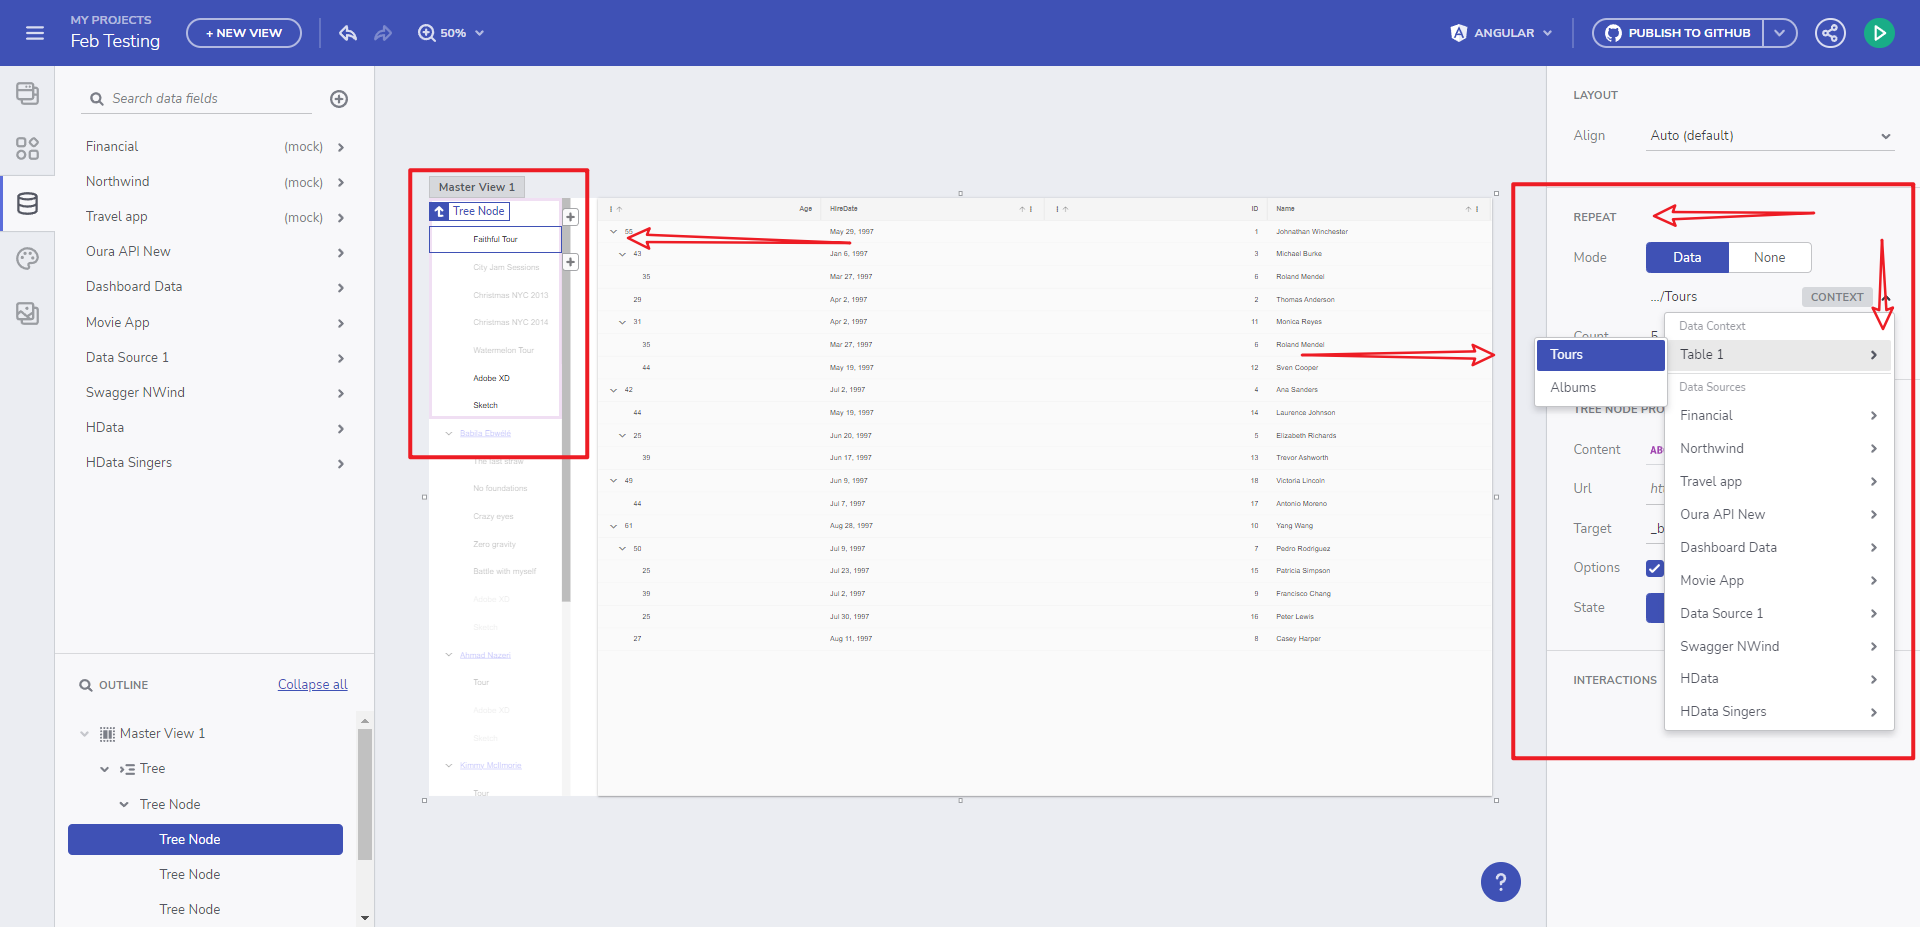 MY PROJECTS
Feb Testing
+ NEW VIEW
50%
ANGULAR
PUBLISH TO GITHUB
Search data fields
Financial (mock)
Northwind (mock)
Travel app (mock)
Oura API New
Dashboard Data
Movie App
Data Source 1
Swagger NWind
HData
HData Singers
OUTLINE
Collapse all
Master View 1
Tree
Tree Node
Tree Node
Tree Node
Tree Node
Master View 1
Tree Node
Faithful Tour
City Jam Sessions
Christmas NYC 2013
Christmas NYC 2014
Watermelon Tour
Adobe XD
Sketch
Babila Ebwélé
The last straw
No foundations
Crazy eyes
Zero gravity
Battle with myself
Adobe XD
Sketch
Ahmad Nazeri
Tour
Adobe XD
Sketch
Kimmy McIlmorie
Tour
Age HireDate ID Name
55 May 29, 1997 1 Johnathan Winchester
43 Jan 6, 1997 3 Michael Burke
35 Mar 27, 1997 6 Roland Mendel
29 Apr 2, 1997 2 Thomas Anderson
31 Apr 2, 1997 11 Monica Reyes
35 Mar 27, 1997 6 Roland Mendel
44 May 19, 1997 12 Sven Cooper
42 Jul 2, 1997 4 Ana Sanders
44 May 19, 1997 14 Laurence Johnson
25 Jun 20, 1997 5 Elizabeth Richards
39 Jun 17, 1997 13 Trevor Ashworth
49 Jun 9, 1997 18 Victoria Lincoln
44 Jul 7, 1997 17 Antonio Moreno
61 Aug 28, 1997 10 Yang Wang
50 Jul 9, 1997 7 Pedro Rodriguez
25 Jul 23, 1997 15 Patricia Simpson
39 Jul 2, 1997 9 Francisco Chang
25 Jul 30, 1997 16 Peter Lewis
27 Aug 11, 1997 8 Casey Harper
LAYOUT
Align Auto (default)
REPEAT
Mode Data None
.../Tours CONTEXT
Count 5
TREE NODE PRO
Content ABC
Url htt
Target _b
Options
State
INTERACTIONS
Data Context
Table 1
Tours
Albums
Data Sources
Financial
Northwind
Travel app
Oura API New
Dashboard Data
Movie App
Data Source 1
Swagger NWind
HData
HData Singers
?